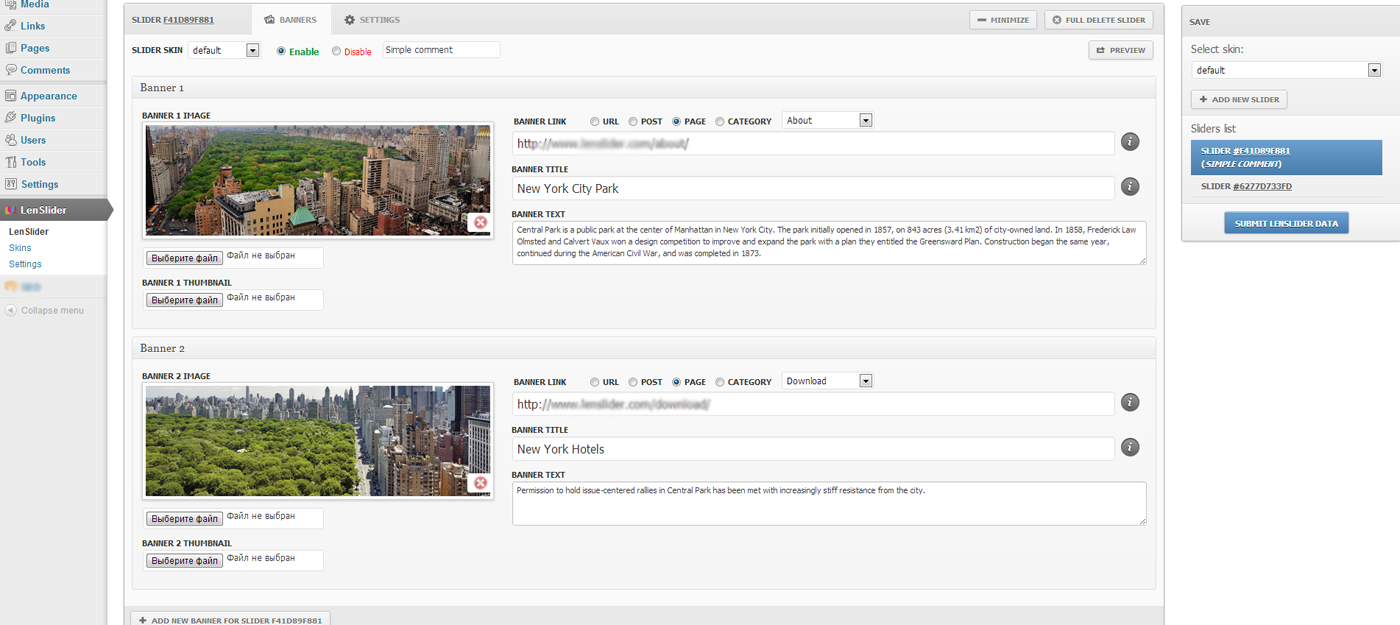 Media
Links
Pages
Comments
Appearance
Plugins
Users
Tools
Settings
LenSlider
LenSlider
Skins
Settings
Collapse menu
SLIDER F41D89F881
BANNERS
SETTINGS
MINIMIZE
FULL DELETE SLIDER
SLIDER SKIN default Enable Disable Simple comment
PREVIEW
Banner 1
BANNER 1 IMAGE
Выберите файл Файл не выбран
BANNER 1 THUMBNAIL
Выберите файл Файл не выбран
BANNER LINK URL POST PAGE CATEGORY About
http://www.lenslider.com/about/
BANNER TITLE
New York City Park
BANNER TEXT
Central Park is a public park at the center of Manhattan in New York City. The park initially opened in 1857, on 843 acres (3.41 km2) of city-owned land. In 1858, Frederick Law
Olmsted and Calvert Vaux won a design competition to improve and expand the park with a plan they entitled the Greensward Plan. Construction began the same year,
continued during the American Civil War, and was completed in 1873.
Banner 2
BANNER 2 IMAGE
Выберите файл Файл не выбран
BANNER 2 THUMBNAIL
Выберите файл Файл не выбран
BANNER LINK URL POST PAGE CATEGORY Download
http://www.lenslider.com/download/
BANNER TITLE
New York Hotels
BANNER TEXT
Permission to hold issue-centered rallies in Central Park has been met with increasingly stiff resistance from the city.
ADD NEW BANNER FOR SLIDER F41D89F881
SAVE
Select skin:
default
ADD NEW SLIDER
Sliders list
SLIDER #F41D89F881
(SIMPLE COMMENT)
SLIDER #6277D733FD
SUBMIT LENSLIDER DATA